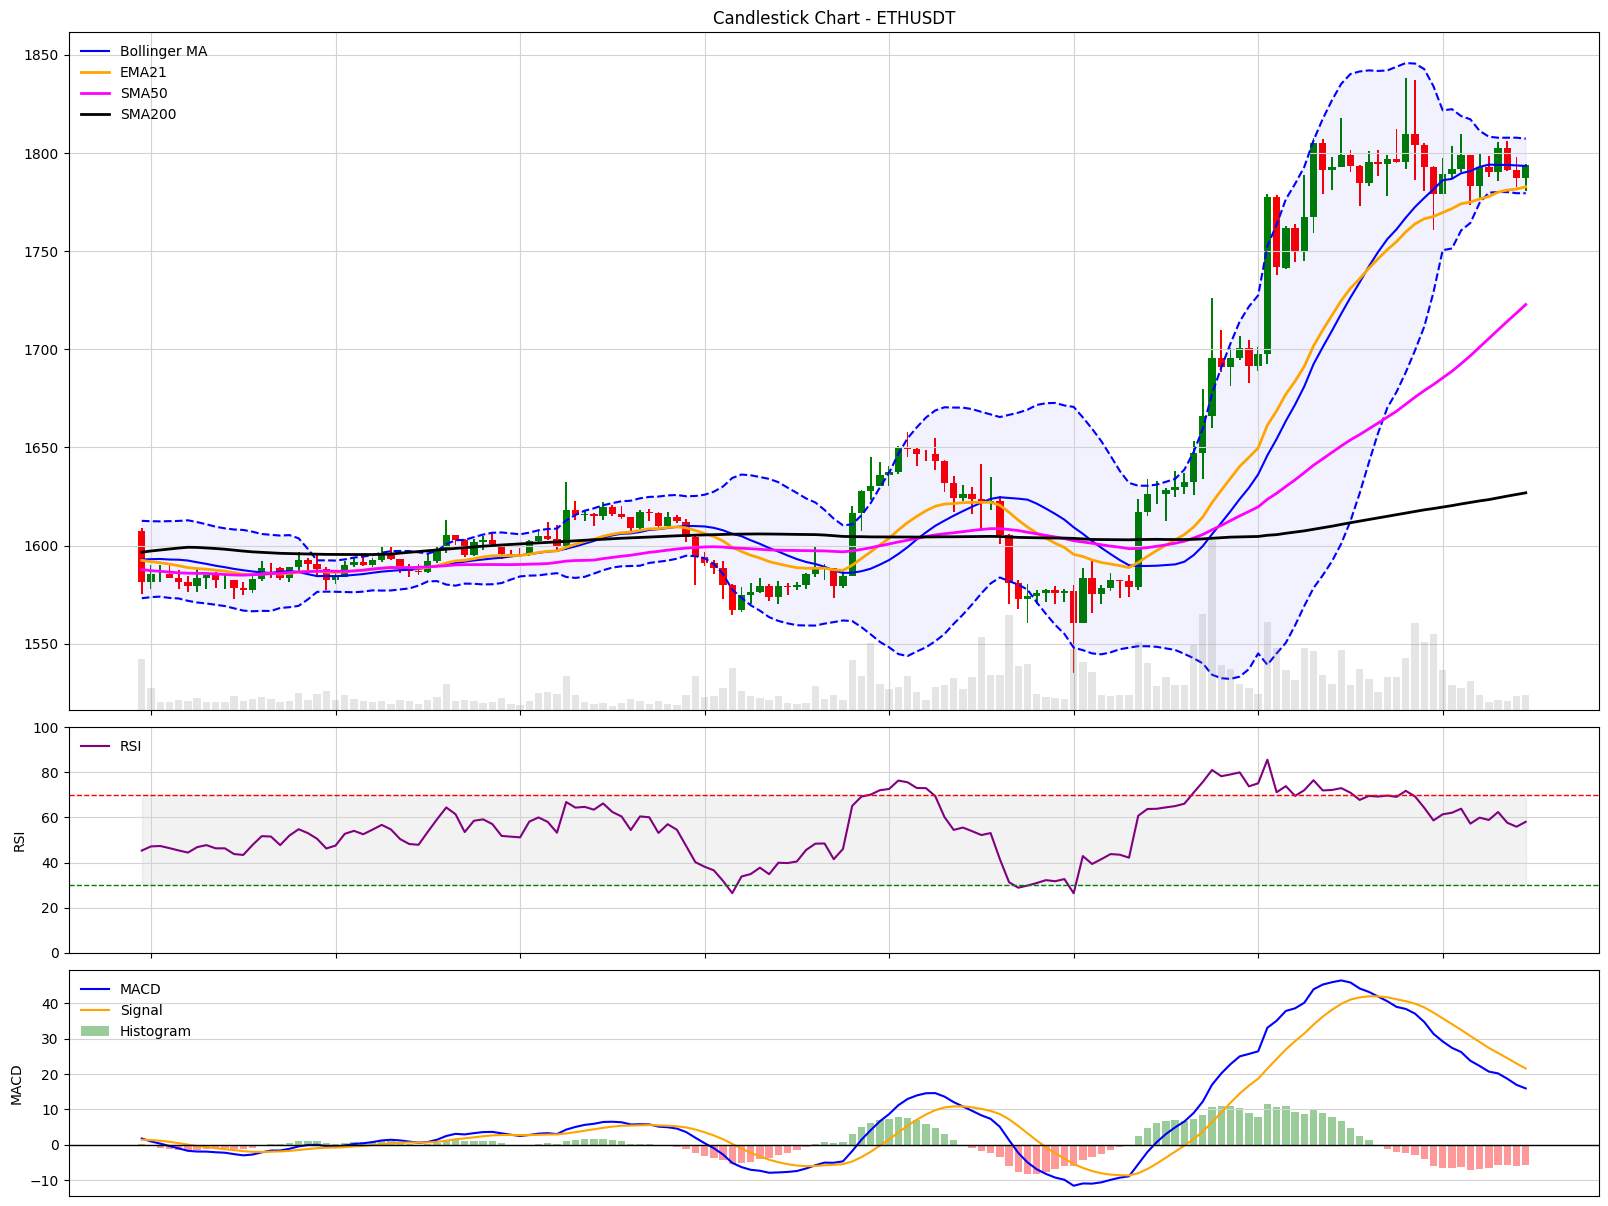 Candlestick Chart - ETHUSDT
Bollinger MA
EMA21
SMA50
SMA200
1850
1800
1750
1700
1650
1600
1550
RSI
100
80
60
40
20
0
RSI
MACD
Signal
Histogram
40
30
20
10
0
−10
MACD